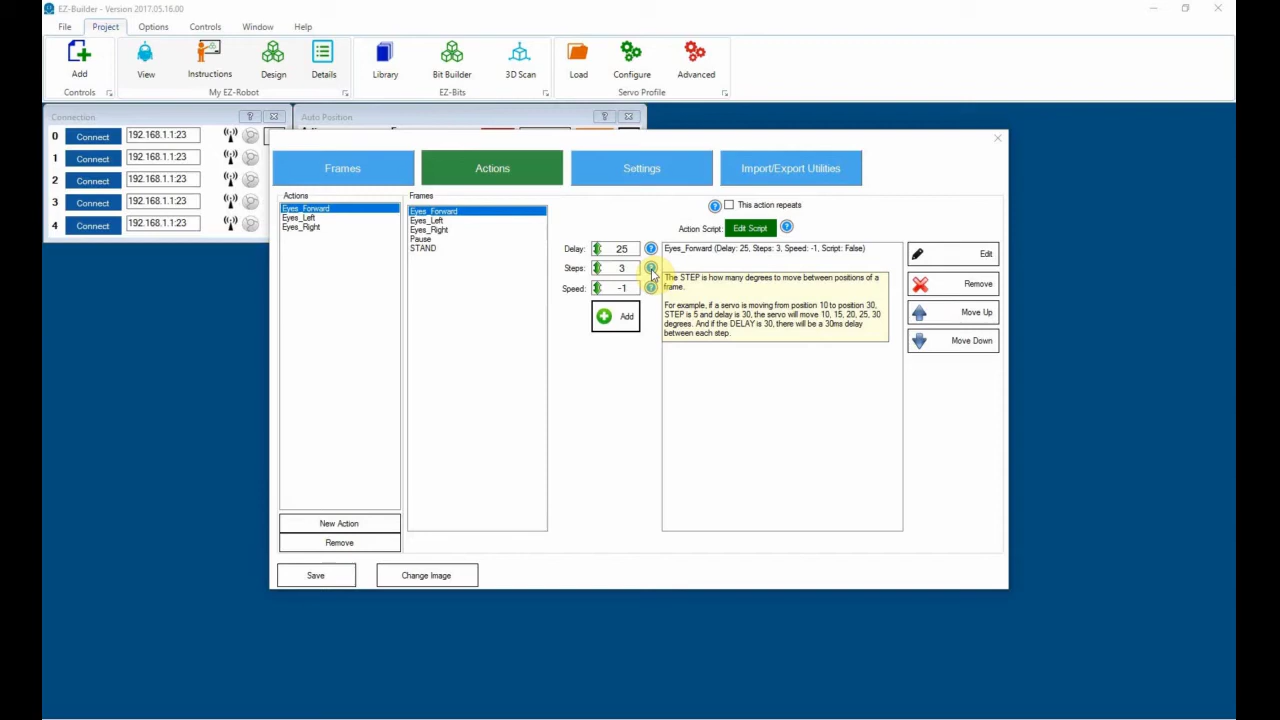 EZ-Builder - Version 2017.05.16.00
File Project Options Controls Window Help
Add View Instructions Design Details Library Bit Builder 3D Scan Load Configure Advanced
Controls My EZ-Robot EZ-Bits Servo Profile
Connection
? 
Auto Position
?
0 Connect 192.168.1.1:23
1 Connect 192.168.1.1:23
2 Connect 192.168.1.1:23
3 Connect 192.168.1.1:23
4 Connect 192.168.1.1:23
Frames Actions Settings Import/Export Utilities
Actions
Eyes_Forward
Eyes_Left
Eyes_Right
New Action
Remove
Frames
Eyes_Forward
Eyes_Left
Eyes_Right
Pause
STAND
? This action repeats
Action Script: Edit Script ?
Delay: 25 ?
Steps: 3 ?
Speed: -1 ?
Add
Eyes_Forward (Delay: 25, Steps: 3, Speed: -1, Script: False)
The STEP is how many degrees to move between positions of a
frame.
For example, if a servo is moving from position 10 to position 30,
STEP is 5 and delay is 30, the servo will move 10, 15, 20, 25, 30
degrees. And if the DELAY is 30, there will be a 30ms delay
between each step.
Edit
Remove
Move Up
Move Down
Save Change Image